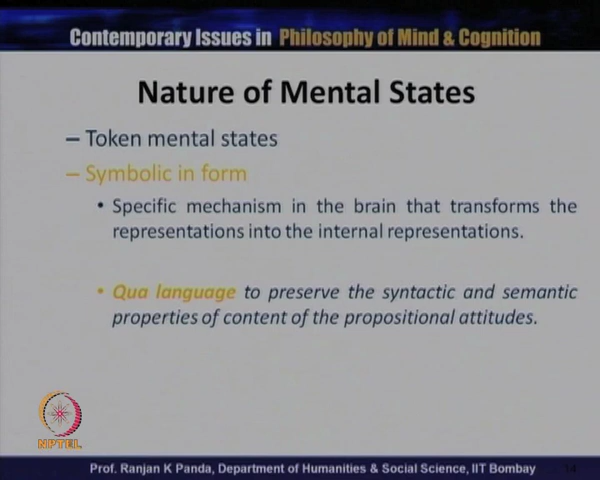 Contemporary Issues in Philosophy of Mind & Cognition
Nature of Mental States
– Token mental states
– Symbolic in form
• Specific mechanism in the brain that transforms the
representations into the internal representations.
• Qua language to preserve the syntactic and semantic
properties of content of the propositional attitudes.
NPTEL
Prof. Ranjan K Panda, Department of Humanities & Social Science, IIT Bombay